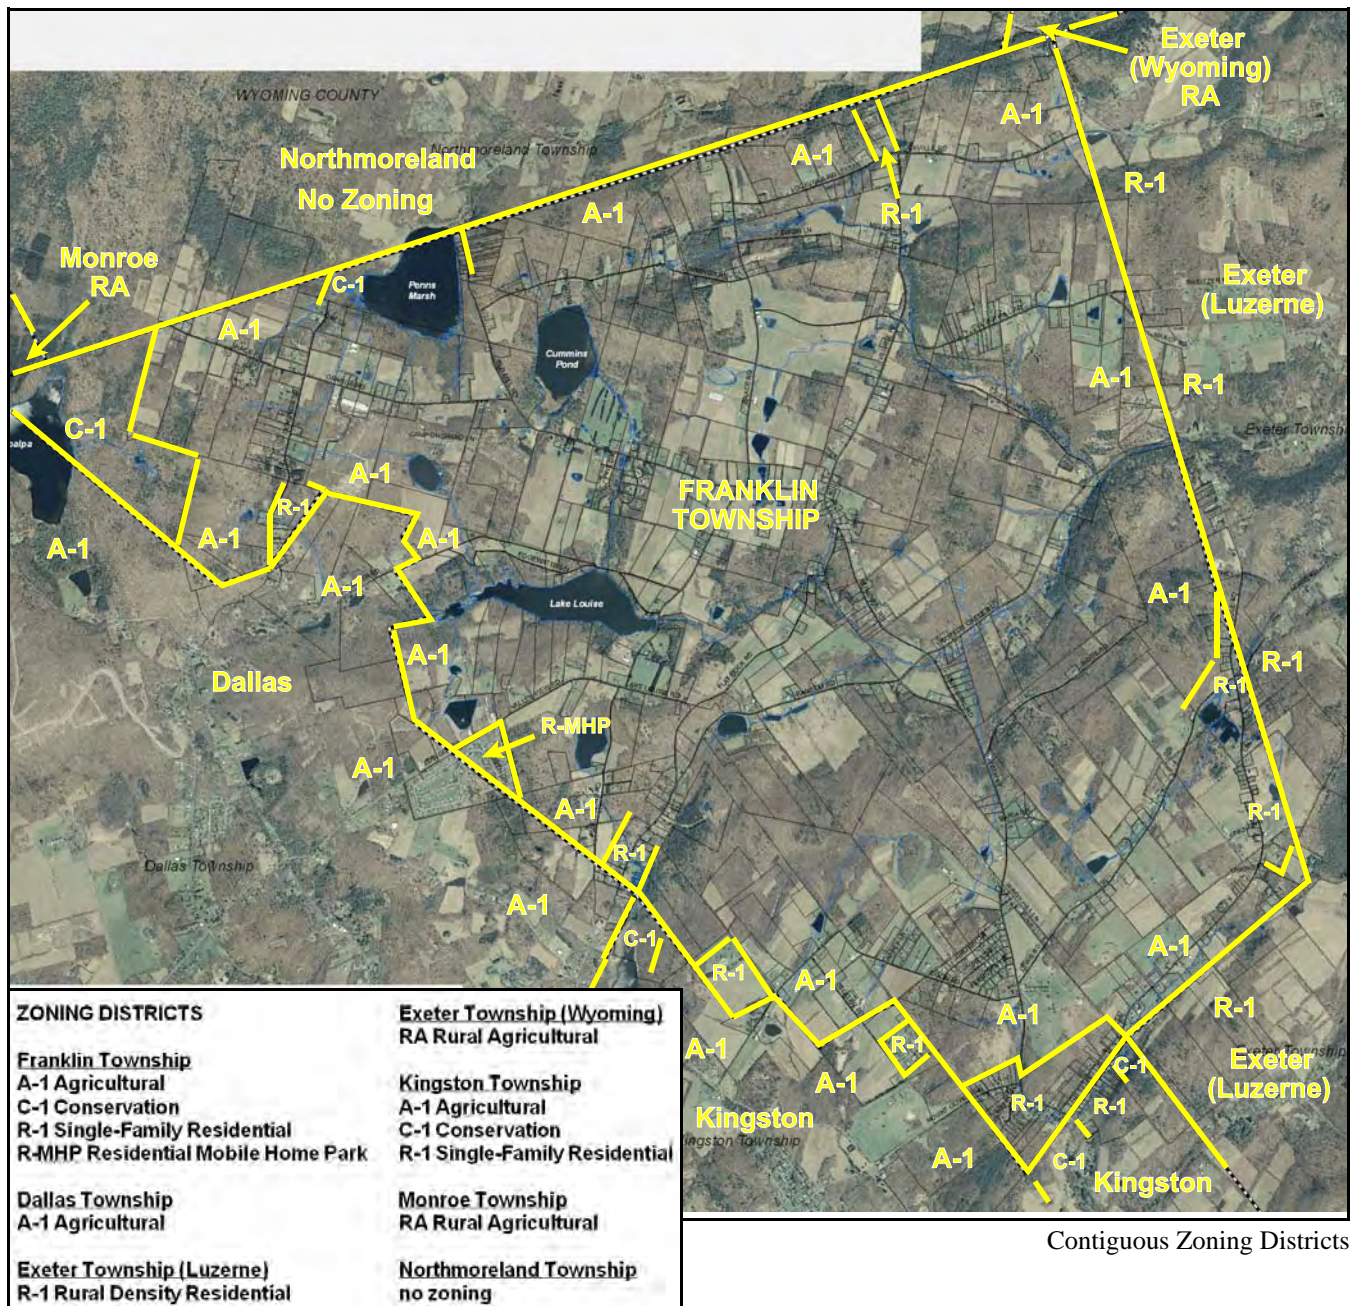 Exeter
(Wyoming)
RA
WYOMING COUNTY
A-1
Northmoreland Township
Northmoreland
A-1
No Zoning
R-1
A-1
R-1
Monroe
RA
C-1
Penns
Marsh
Exeter
(Luzerne)
A-1
Cummins
Pond
A-1
R-1
C-1
Exeter Townsh
alpa
A-1
FRANKLIN
TOWNSHIP
R-1
A-1
A-1
A-1
A-1
A-1
Lake Louise
A-1
A-1
R-1
Dallas
R-1
R-MHP
A-1
A-1
R-1
R-1
Dallas Township
A-1
C-1
A-1
R-1
A-1
R-1
A-1
R-1
A-1
Exeter Township
Exeter
(Luzerne)
C-1
A-1
R-1
R-1
Kingston
Kingston Township
A-1
C-1
Kingston
ZONING DISTRICTS
Franklin Township
A-1 Agricultural
C-1 Conservation
R-1 Single-Family Residential
R-MHP Residential Mobile Home Park
Dallas Township
A-1 Agricultural
Exeter Township (Luzerne)
R-1 Rural Density Residential
Exeter Township (Wyoming)
RA Rural Agricultural
Kingston Township
A-1 Agricultural
C-1 Conservation
R-1 Single-Family Residential
Monroe Township
RA Rural Agricultural
Northmoreland Township
no zoning
Contiguous Zoning Districts